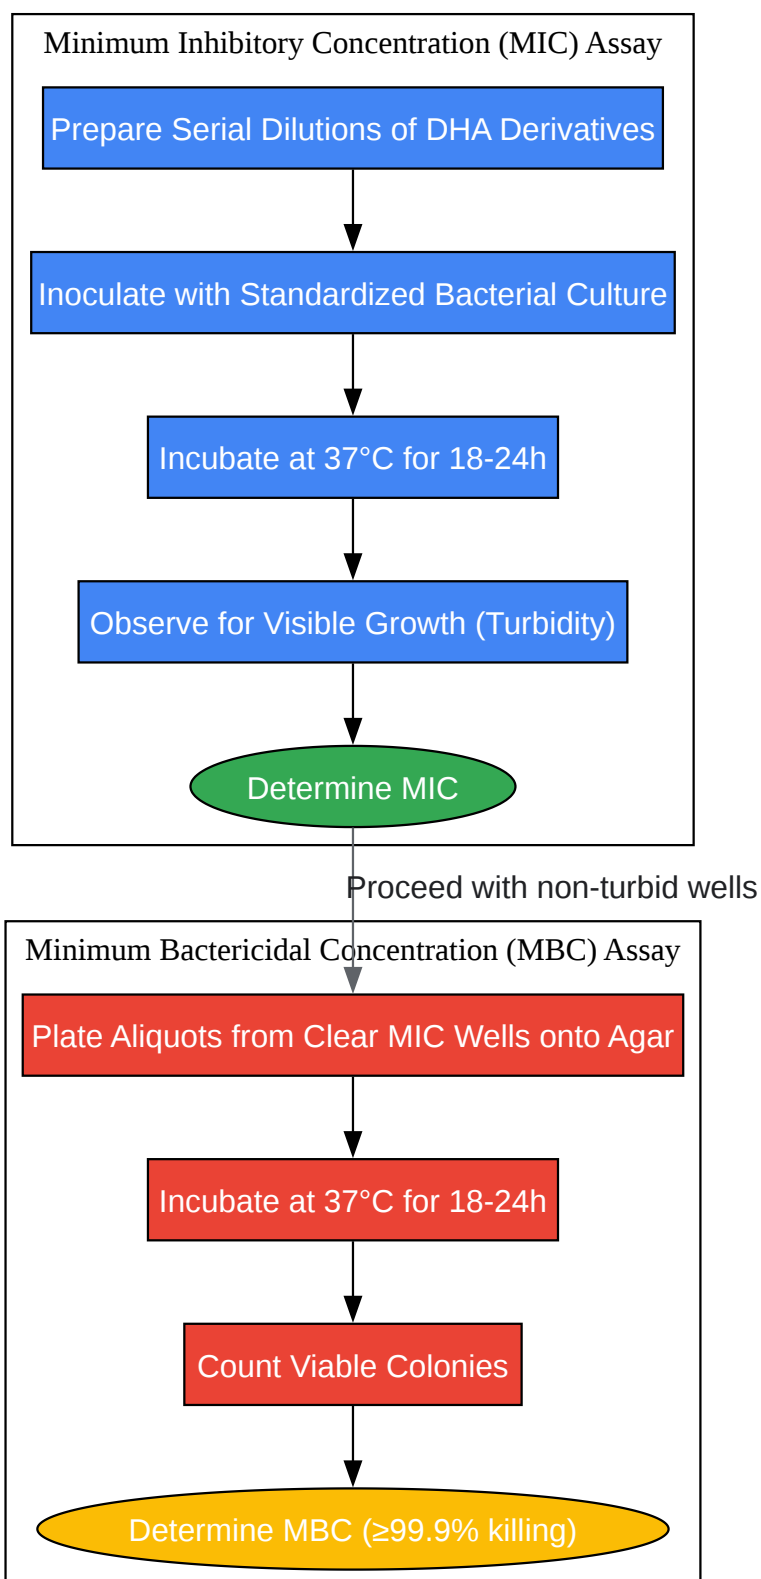 Minimum Inhibitory Concentration (MIC) Assay
Prepare Serial Dilutions of DHA Derivatives
Inoculate with Standardized Bacterial Culture
Incubate at 37°C for 18-24h
Observe for Visible Growth (Turbidity)
Determine MIC
Proceed with non-turbid wells
Minimum Bactericidal Concentration (MBC) Assay
Plate Aliquots from Clear MIC Wells onto Agar
Incubate at 37°C for 18-24h
Count Viable Colonies
Determine MBC (≥99.9% killing)